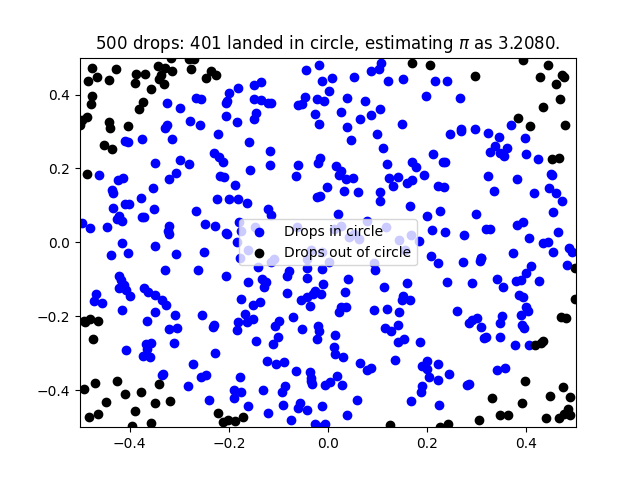 500 drops: 401 landed in circle, estimating π as 3.2080.
0.4
0.2
0.0
−0.2
−0.4
Drops in circle
Drops out of circle
−0.4 −0.2 0.0 0.2 0.4